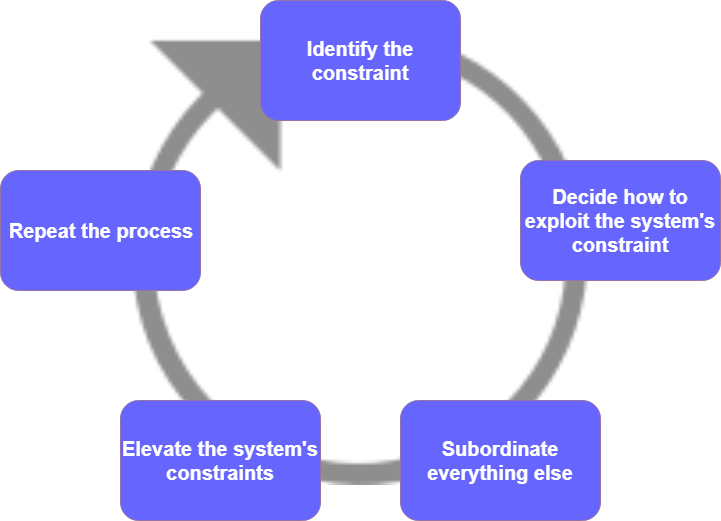 Identify the
constraint
Decide how to
exploit the system's
constraint
Subordinate
everything else
Elevate the system's
constraints
Repeat the process